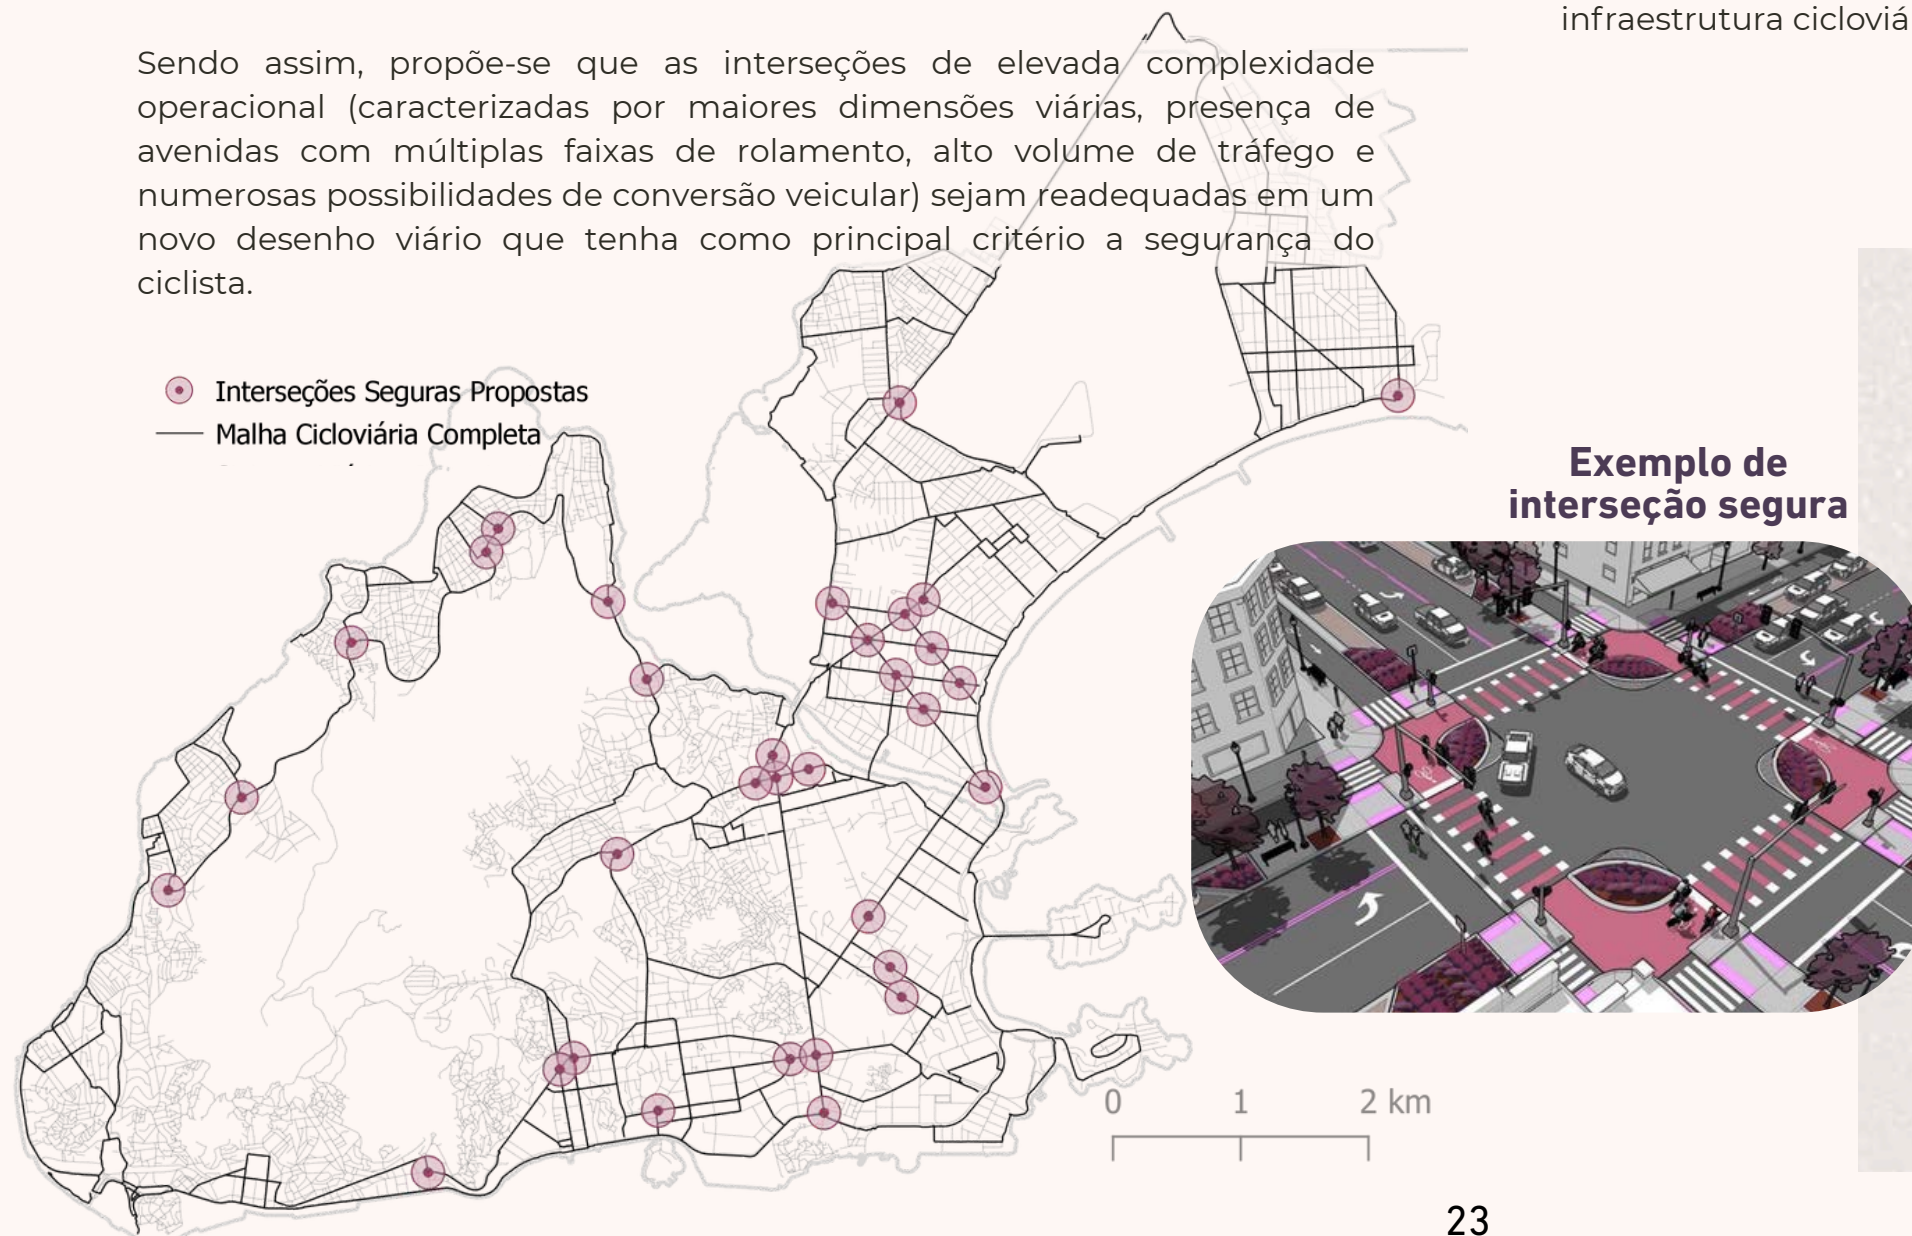 infraestrutura cicloviá
Sendo assim, propõe-se que as interseções de elevada complexidade
operacional (caracterizadas por maiores dimensões viárias, presença de
avenidas com múltiplas faixas de rolamento, alto volume de tráfego e
numerosas possibilidades de conversão veicular) sejam readequadas em um
novo desenho viário que tenha como principal critério a segurança do
ciclista.
Interseções Seguras Propostas
Malha Cicloviária Completa
Exemplo de
interseção segura
0 1 2 km
23